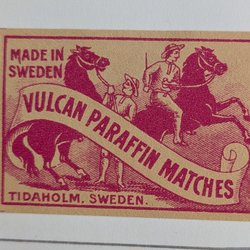 MADE IN
SWEDEN
VULCAN PARAFFIN MATCHES
TIDAHOLM, SWEDEN.